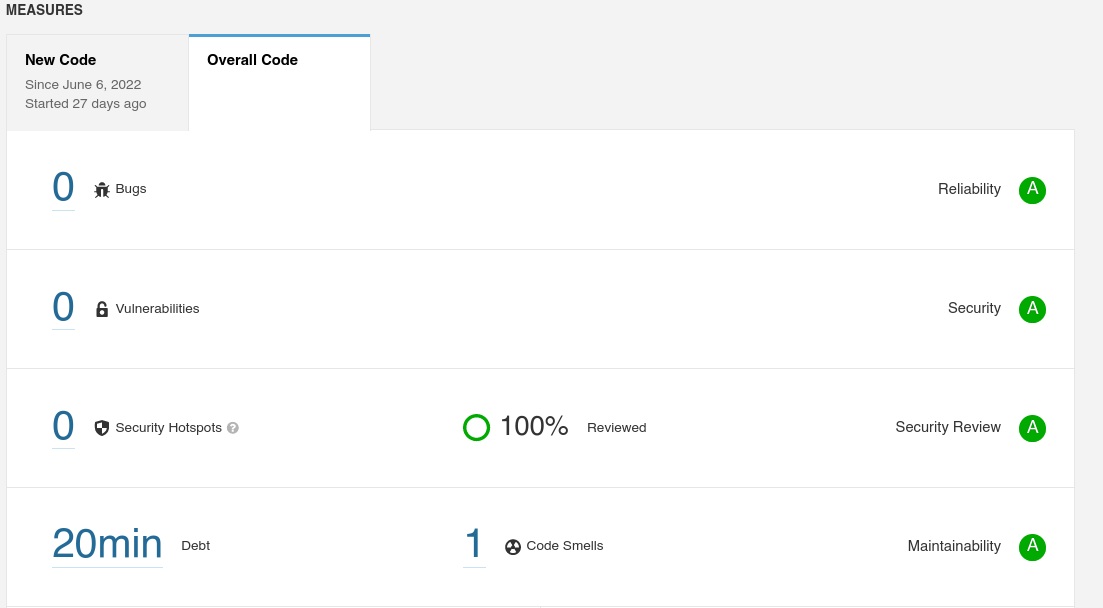 MEASURES
New Code
Since June 6, 2022
Started 27 days ago
Overall Code
0 Bugs Reliability A
0 Vulnerabilities Security A
0 Security Hotspots ? 100% Reviewed Security Review A
20min Debt 1 Code Smells Maintainability A